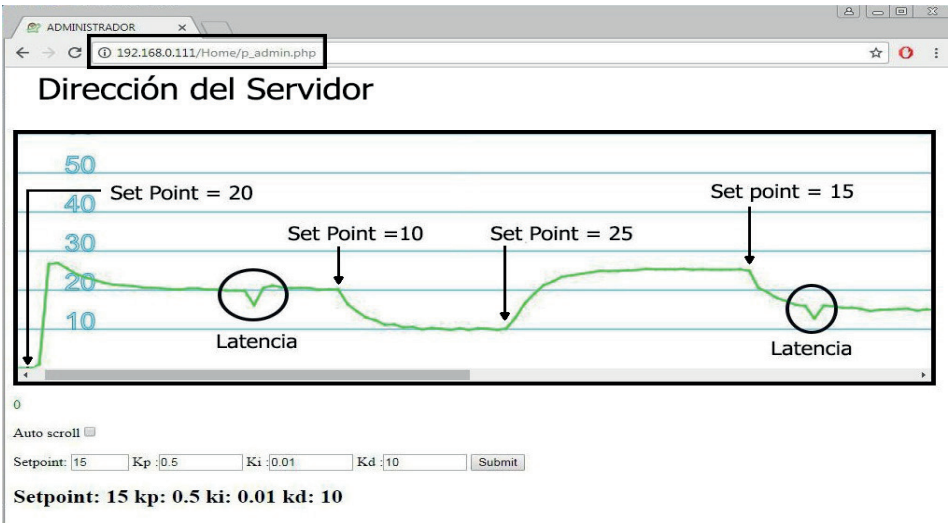 ADMINISTRADOR
192.168.0.111/Home/p_admin.php
Dirección del Servidor
50
Set Point = 20
Set point = 15
40
Set Point =10
Set Point = 25
30
20
10
Latencia
Latencia
0
Auto scroll
Setpoint: 15 Kp :0.5 Ki :0.01 Kd :10 Submit
Setpoint: 15 kp: 0.5 ki: 0.01 kd: 10